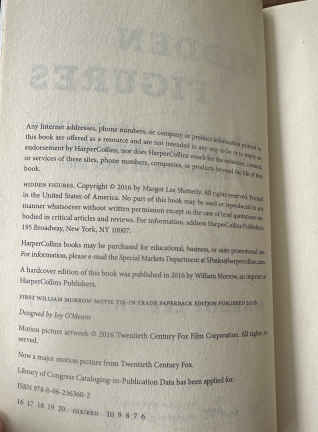 Any Internet addresses, phone numbers, or company or product information printed in
this book are offered as a resource and are not intended in any way to be or to imply an
endorsement by HarperCollins, nor does HarperCollins vouch for the existence, content,
or services of these sites, phone numbers, companies, or products beyond the life of this
book.
HIDDEN FIGURES. Copyright © 2016 by Margot Lee Shetterly. All rights reserved. Printed
in the United States of America. No part of this book may be used or reproduced in any
manner whatsoever without written permission except in the case of brief quotations em-
bodied in critical articles and reviews. For information, address HarperCollins Publishers,
195 Broadway, New York, NY 10007.
HarperCollins books may be purchased for educational, business, or sales promotional use.
For information, please e-mail the Special Markets Department at SPsales@harpercollins.com.
A hardcover edition of this book was published in 2016 by William Morrow, an imprint of
HarperCollins Publishers.
FIRST WILLIAM MORROW MOVIE TIE-IN TRADE PAPERBACK EDITION PUBLISHED 2016.
Designed by Joy O'Meara
Motion picture artwork © 2016 Twentieth Century Fox Film Corporation. All rights re-
served.
Now a major motion picture from Twentieth Century Fox.
Library of Congress Cataloging-in-Publication Data has been applied for.
ISBN 978-0-06-236360-2
16 17 18 19 20 10 9 8 7 6